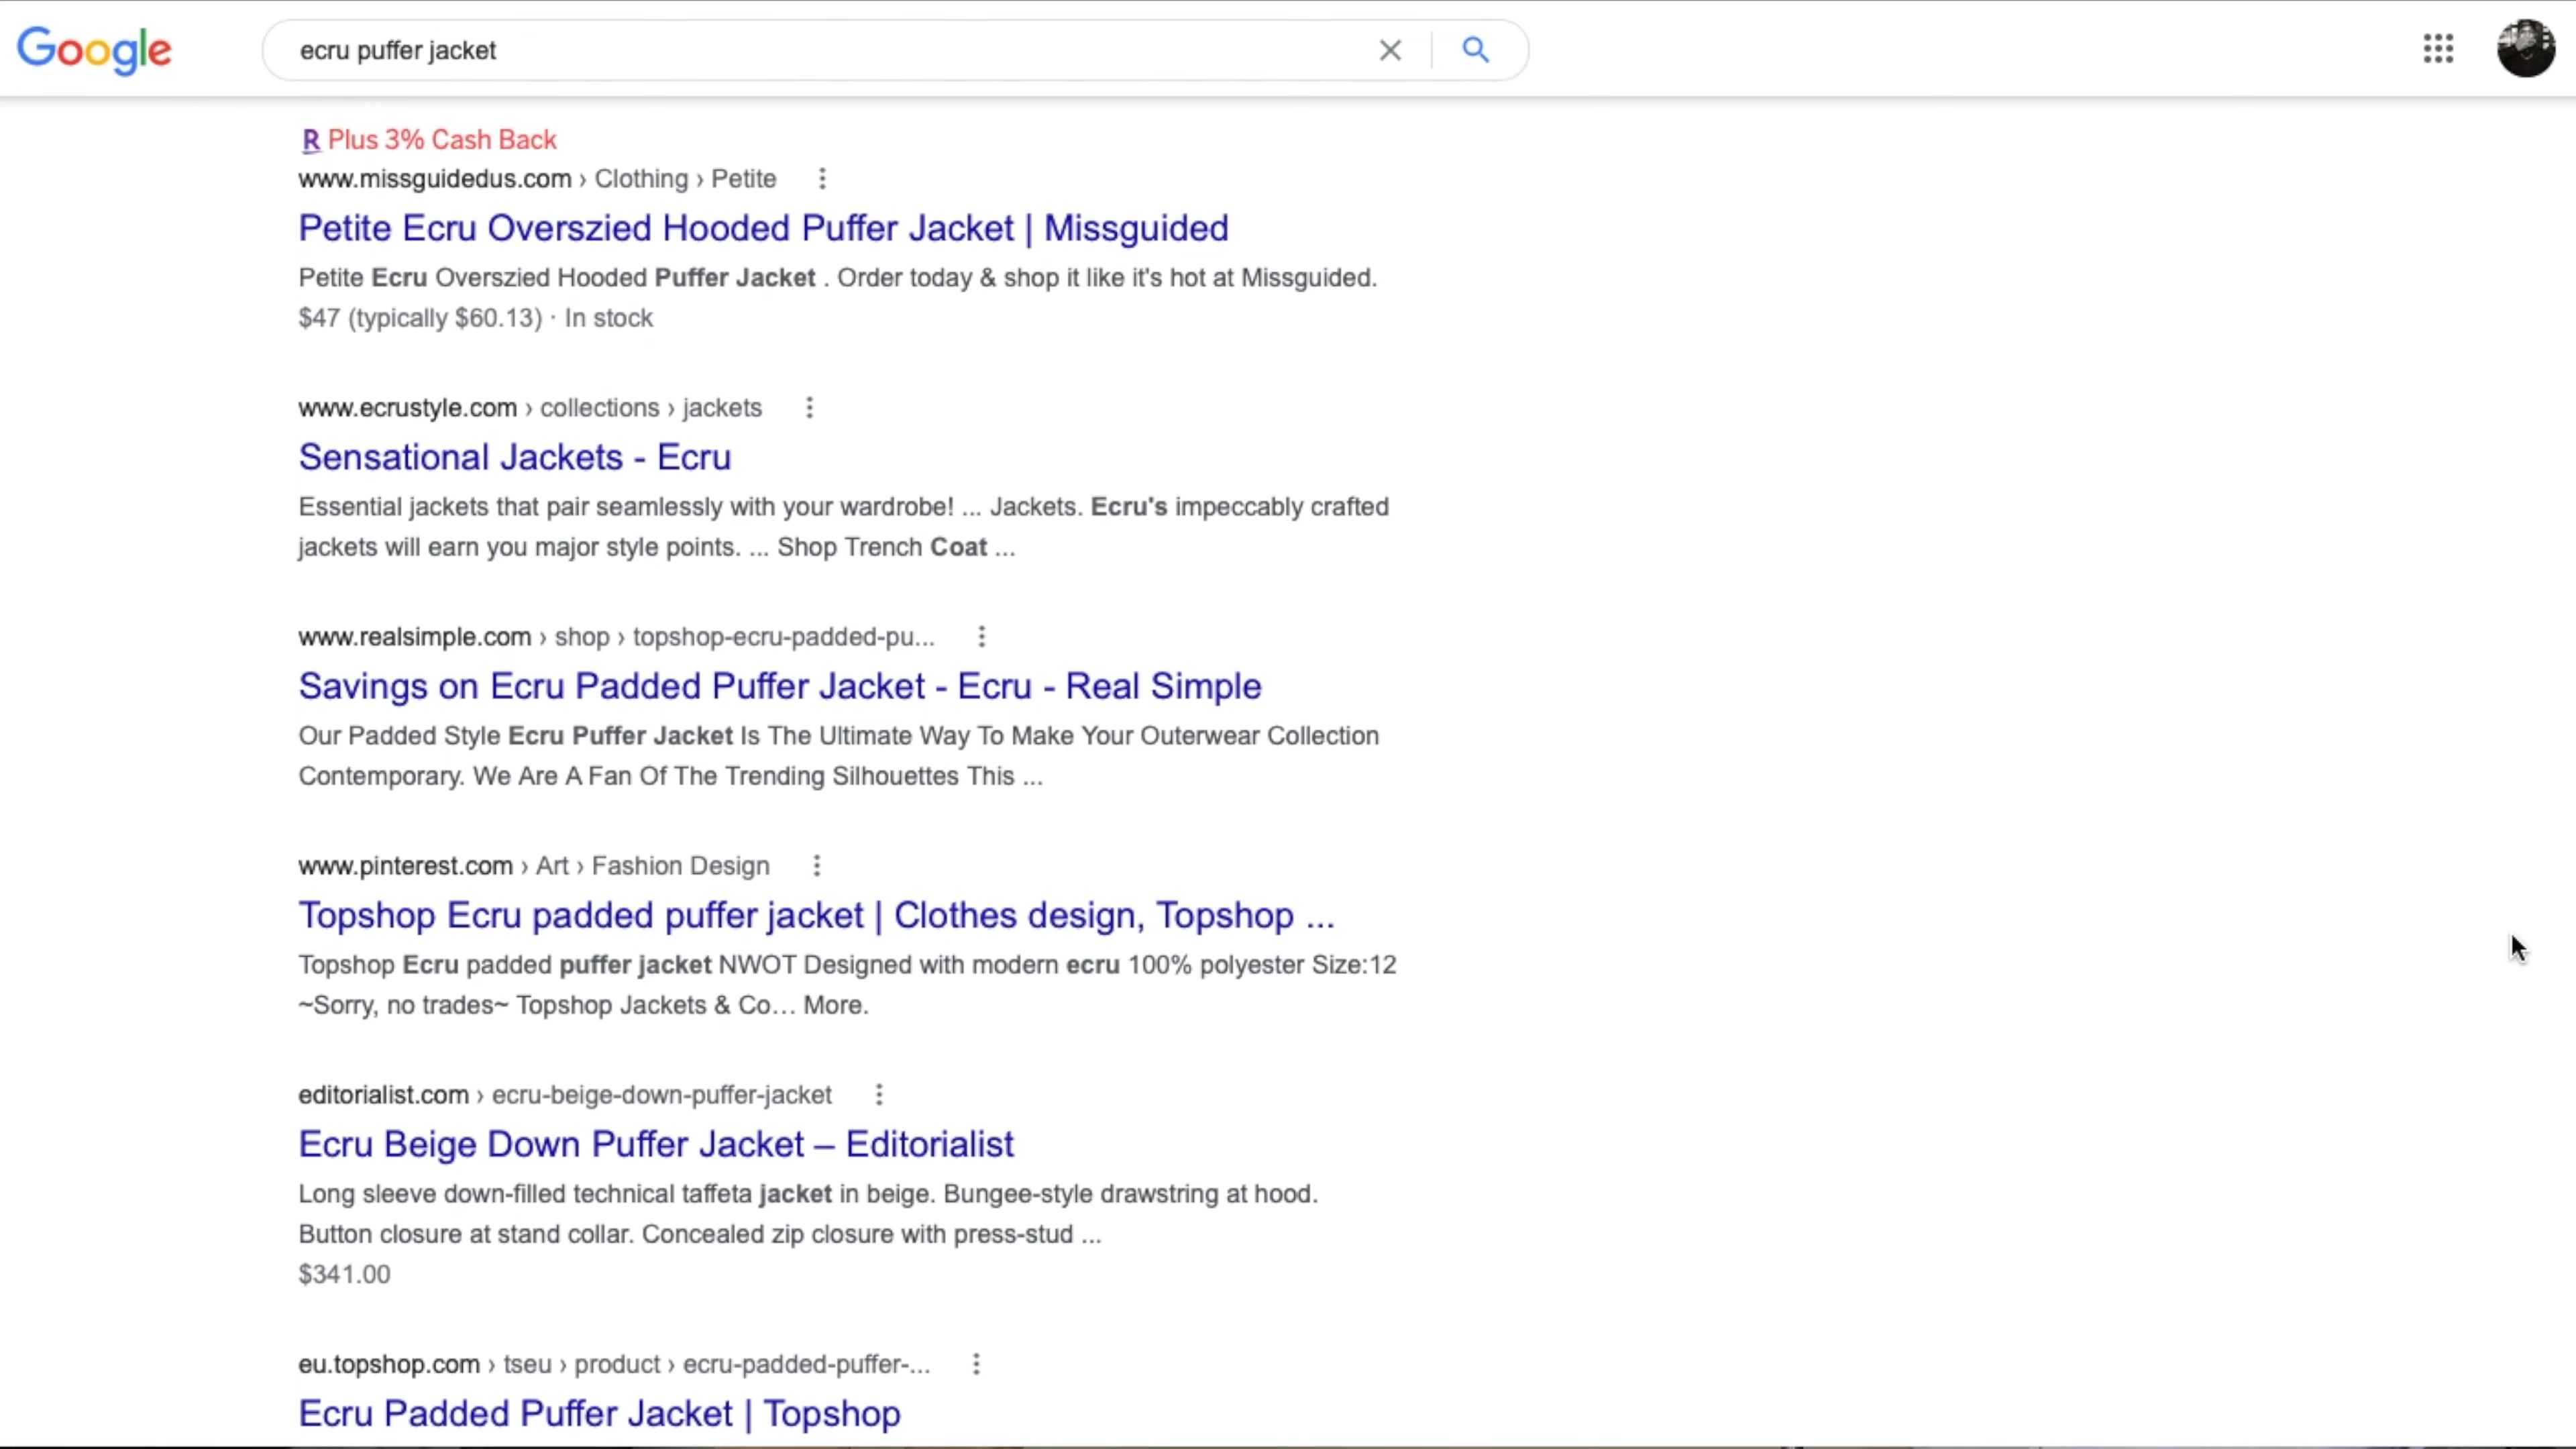 Google
ecru puffer jacket
R Plus 3% Cash Back
www.missguidedus.com › Clothing › Petite
Petite Ecru Overszied Hooded Puffer Jacket | Missguided
Petite Ecru Overszied Hooded Puffer Jacket . Order today & shop it like it's hot at Missguided.
$47 (typically $60.13) · In stock
www.ecrustyle.com › collections › jackets
Sensational Jackets - Ecru
Essential jackets that pair seamlessly with your wardrobe! ... Jackets. Ecru's impeccably crafted
jackets will earn you major style points. ... Shop Trench Coat ...
www.realsimple.com › shop › topshop-ecru-padded-pu...
Savings on Ecru Padded Puffer Jacket - Ecru - Real Simple
Our Padded Style Ecru Puffer Jacket Is The Ultimate Way To Make Your Outerwear Collection
Contemporary. We Are A Fan Of The Trending Silhouettes This ...
www.pinterest.com › Art › Fashion Design
Topshop Ecru padded puffer jacket | Clothes design, Topshop ...
Topshop Ecru padded puffer jacket NWOT Designed with modern ecru 100% polyester Size:12
~Sorry, no trades~ Topshop Jackets & Co… More.
editorialist.com › ecru-beige-down-puffer-jacket
Ecru Beige Down Puffer Jacket – Editorialist
Long sleeve down-filled technical taffeta jacket in beige. Bungee-style drawstring at hood.
Button closure at stand collar. Concealed zip closure with press-stud ...
$341.00
eu.topshop.com › tseu › product › ecru-padded-puffer-...
Ecru Padded Puffer Jacket | Topshop